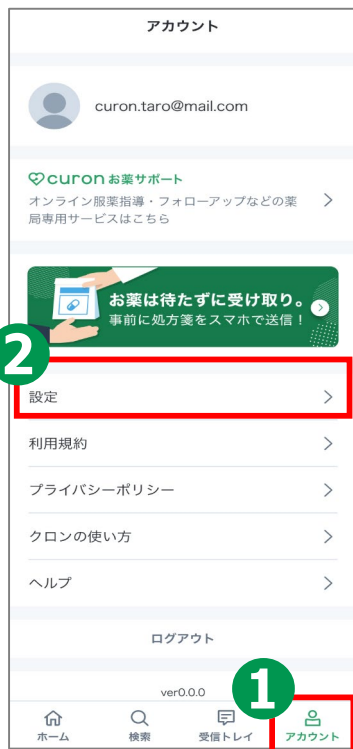 アカウント
curon.taro@mail.com
curon お薬サポート
オンライン服薬指導・フォローアップなどの薬
局専用サービスはこちら
お薬は待たずに受け取り。
事前に処方箋をスマホで送信!
2
設定
利用規約
プライバシーポリシー
クロンの使い方
ヘルプ
ログアウト
ver0.0.0
1
ホーム 検索 受信トレイ アカウント